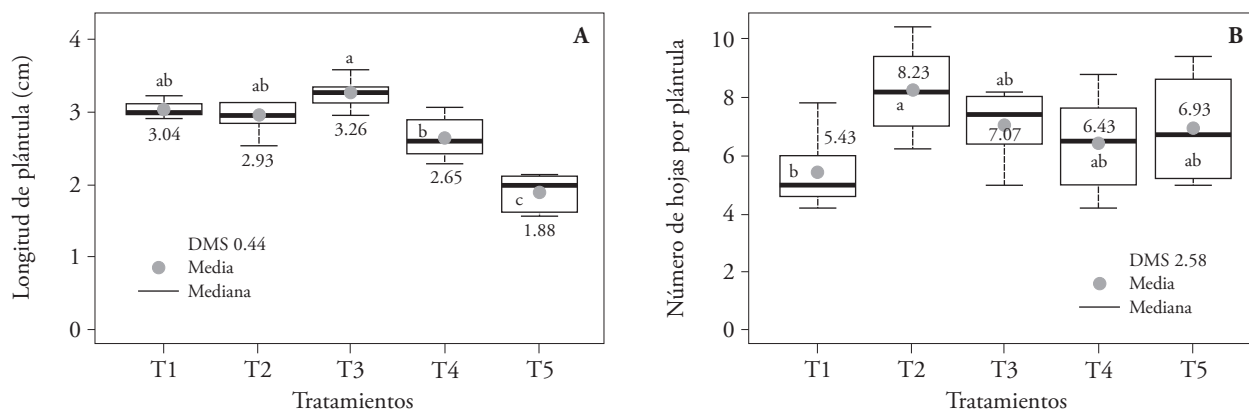 A
Longitud de plántula (cm)
4
3
2
1
0
ab
ab
a
b
c
3.04
2.93
3.26
2.65
1.88
DMS 0.44
Media
Mediana
T1 T2 T3 T4 T5
Tratamientos
B
Número de hojas por plántula
10
8
6
4
2
0
5.43
b
8.23
a
ab
7.07
6.43
ab
6.93
ab
DMS 2.58
Media
Mediana
T1 T2 T3 T4 T5
Tratamientos